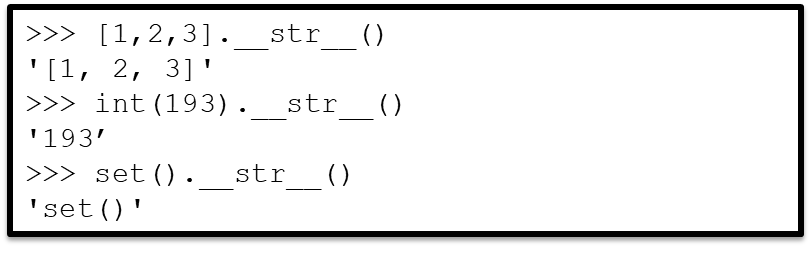 >>> [1,2,3].__str__()
'[1, 2, 3]'
>>> int(193).__str__()
'193’
>>> set().__str__()
'set()'